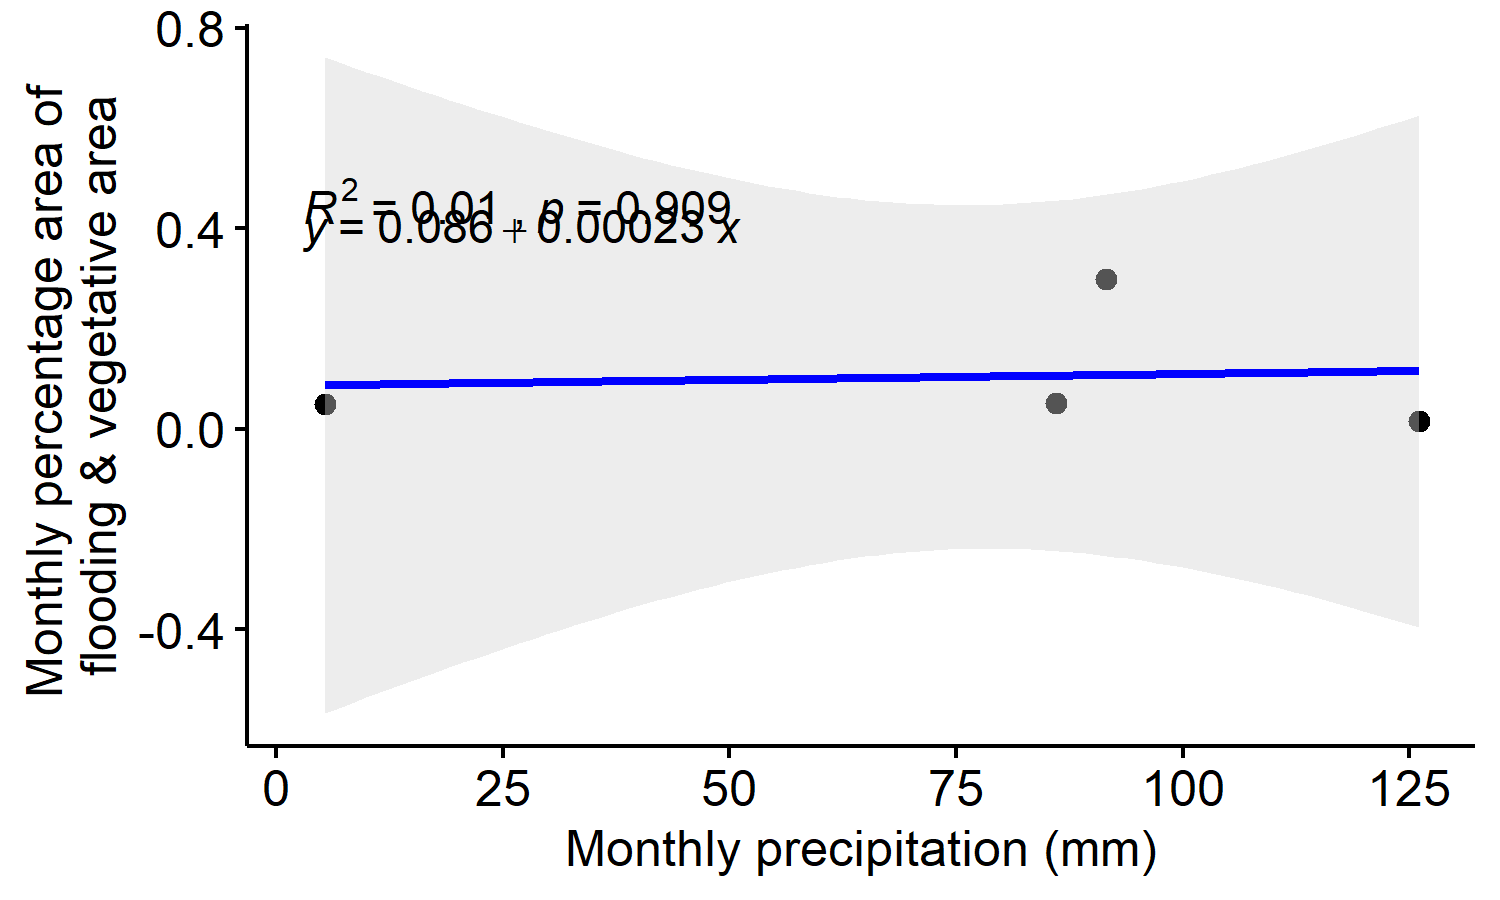 Monthly percentage area of
flooding & vegetative area
0.8
0.4
0.0
-0.4
R² = 0.01 , p = 0.909
y = 0.086 + 0.00023 x
0 25 50 75 100 125
Monthly precipitation (mm)